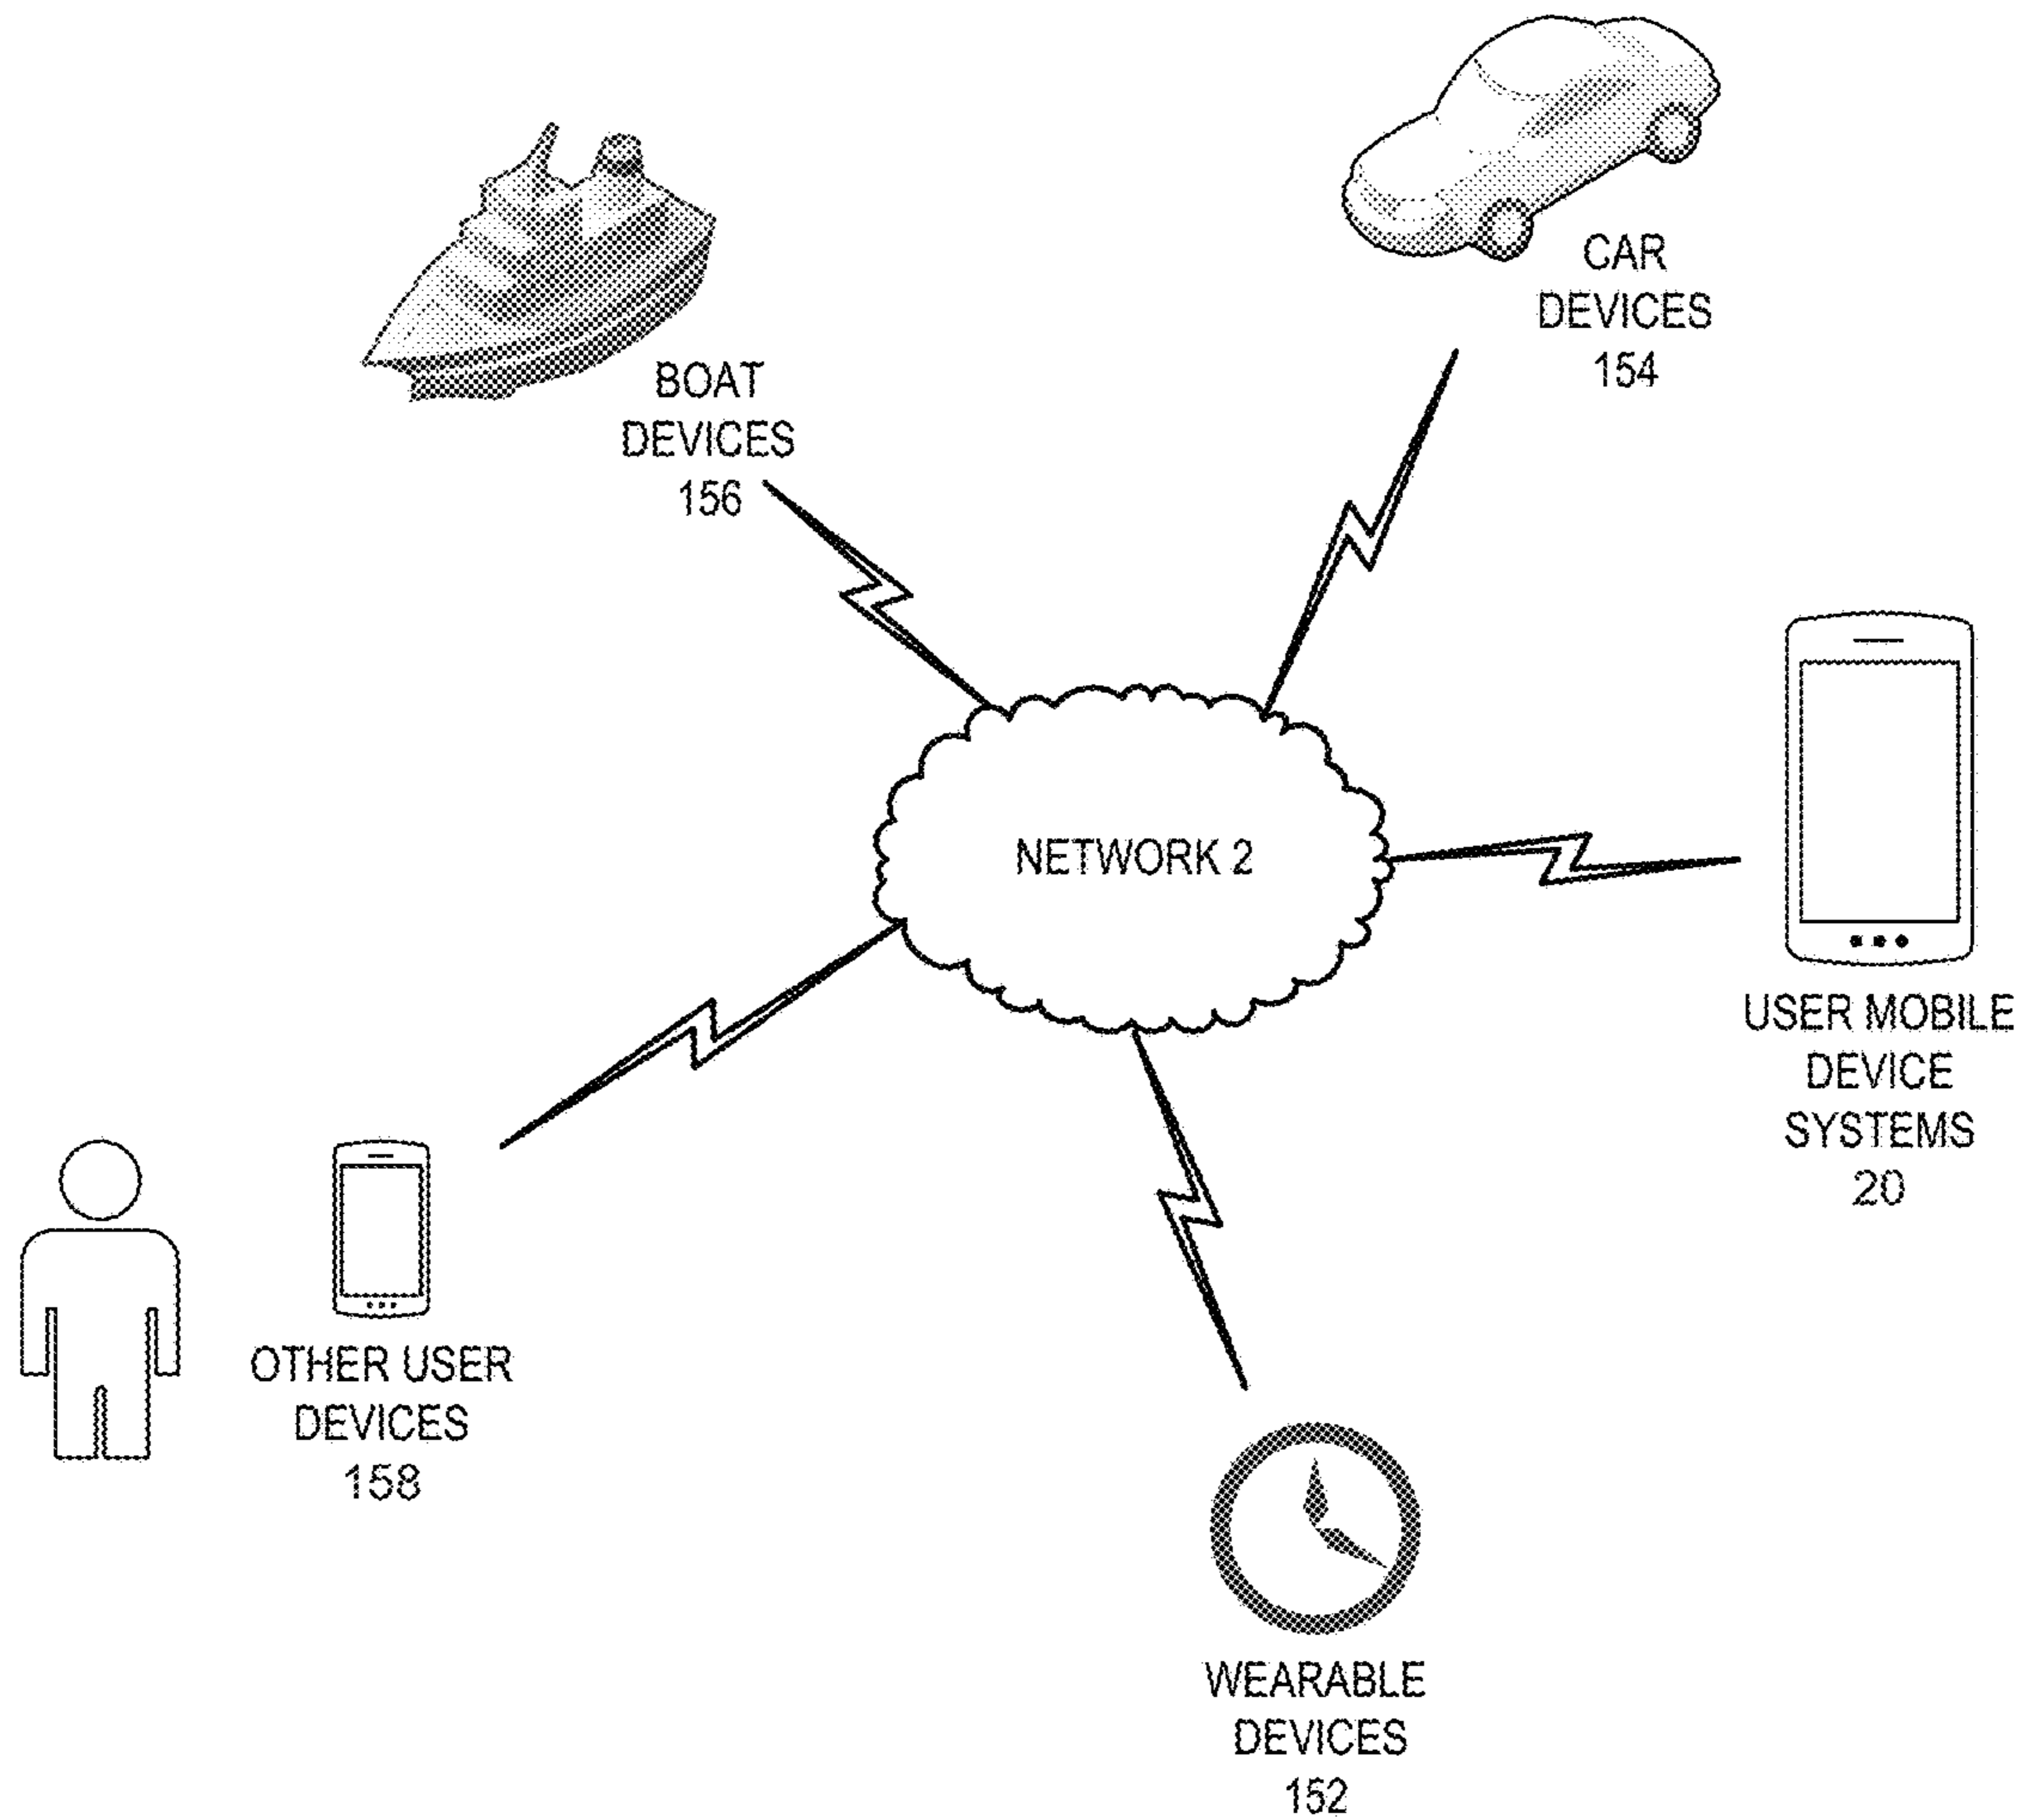 CAR
DEVICES
154
BOAT
DEVICES
156
NETWORK 2
USER MOBILE
DEVICE
SYSTEMS
20
OTHER USER
DEVICES
158
WEARABLE
DEVICES
152